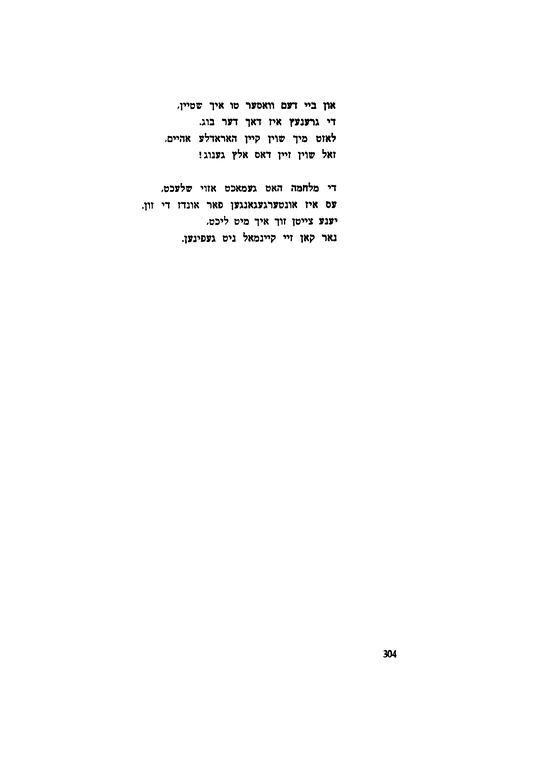 און ביי דעם וואסער טו איך שטיין,
די גרענעץ איז דאך דער בוג.
לאזט מיך שוין קיין האראדלע אהיים,
זאל שוין זיין דאס אלץ גענוג!
די מלחמה האט געמאכט אזוי שלעכט,
עס איז אונטערגעגאנגען פאר אונדז די זון,
יענע צייטן זוך איך מיט ליכט,
נאר קאן זיי קיינמאל ניט געפינען.
304